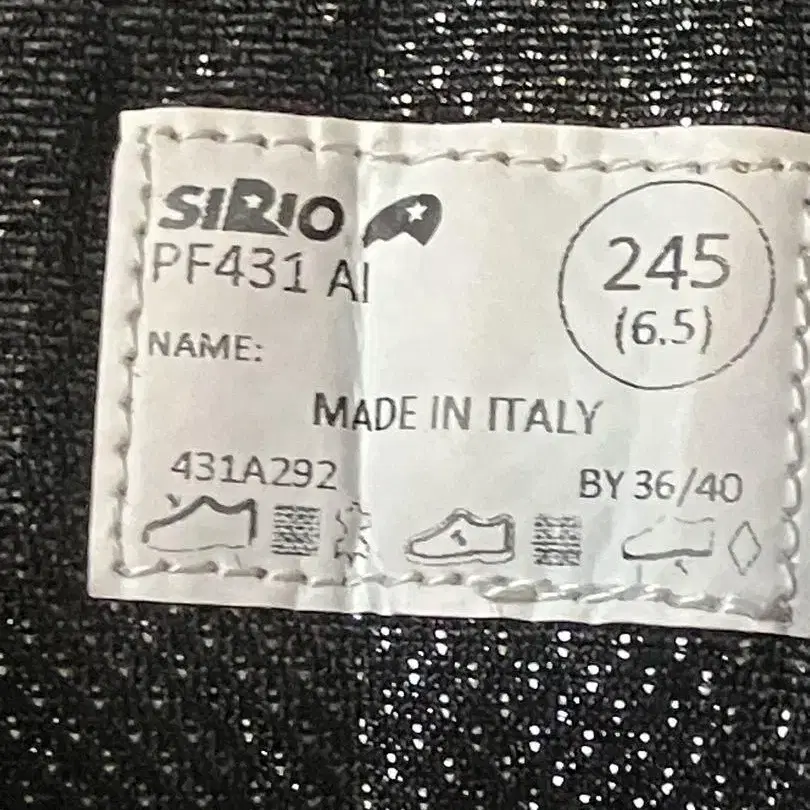 SIRIO
PF431 AI
245
(6.5)
NAME:
MADE IN ITALY
431A292
BY 36/40